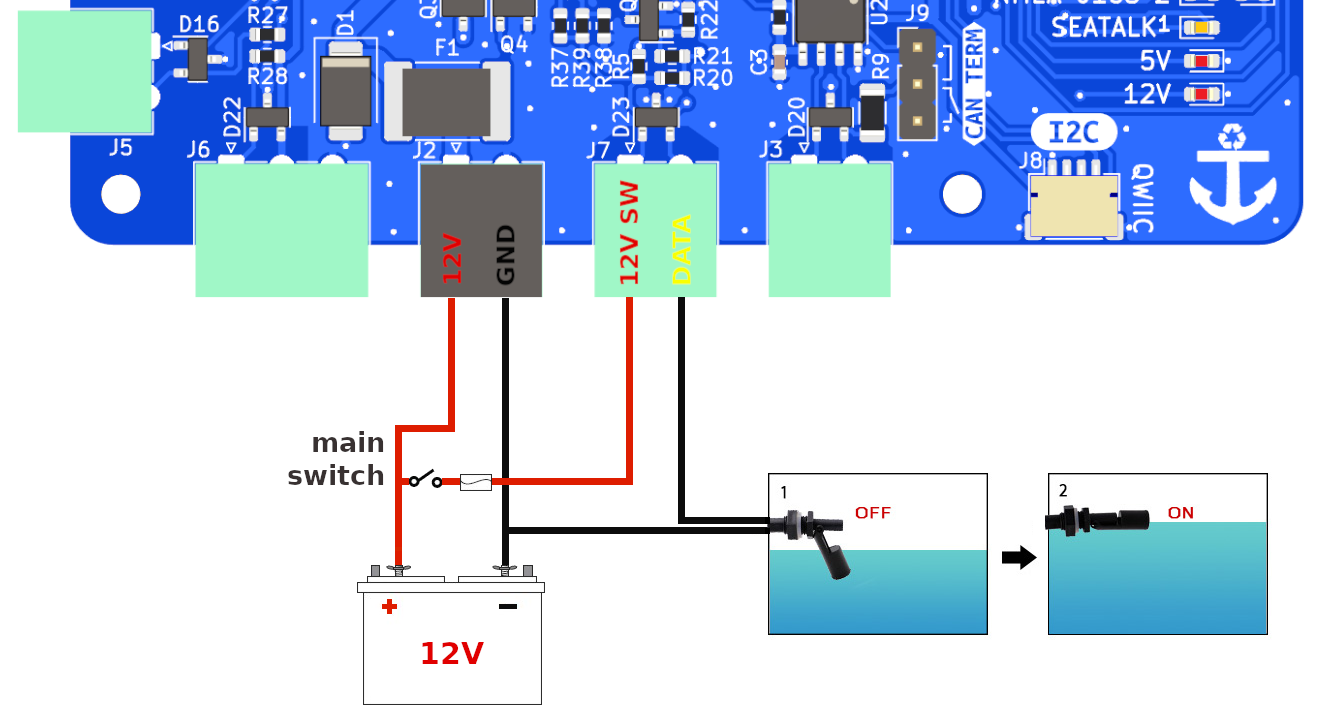 D16
R27
R28
D1
F1
Q4
R37
R39
R38
R5
R22
R21
R20
C3
U2
R9
J9
CAN TERM
SEATALK1
5V
12V
I2C
J8
QWIIC
J5
J6
D22
J2
J7
D23
J3
D20
12V
GND
12V SW
DATA
main
switch
1
OFF
2
ON
+
−
12V